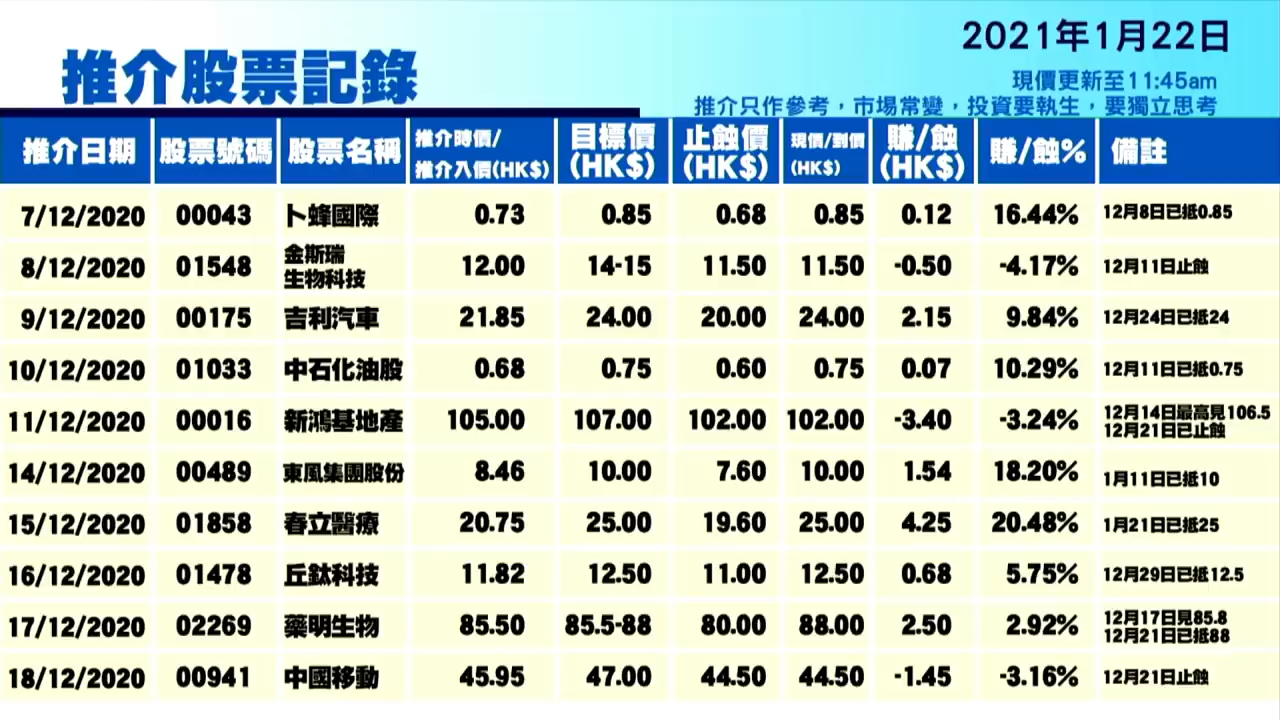 2021年1月22日
推介股票記錄
現價更新至11:45am
推介只作參考，市場常變，投資要執生，要獨立思考
推介日期 股票號碼 股票名稱 推介時價/推介入價(HK$) 目標價(HK$) 止蝕價(HK$) 現價/到價(HK$) 賺/蝕(HK$) 賺/蝕% 備註
7/12/2020 00043 卜蜂國際 0.73 0.85 0.68 0.85 0.12 16.44% 12月8日已抵0.85
8/12/2020 01548 金斯瑞生物科技 12.00 14-15 11.50 11.50 -0.50 -4.17% 12月11日止蝕
9/12/2020 00175 吉利汽車 21.85 24.00 20.00 24.00 2.15 9.84% 12月24日已抵24
10/12/2020 01033 中石化油股 0.68 0.75 0.60 0.75 0.07 10.29% 12月11日已抵0.75
11/12/2020 00016 新鴻基地產 105.00 107.00 102.00 102.00 -3.40 -3.24% 12月14日最高見106.5 12月21日已止蝕
14/12/2020 00489 東風集團股份 8.46 10.00 7.60 10.00 1.54 18.20% 1月11日已抵10
15/12/2020 01858 春立醫療 20.75 25.00 19.60 25.00 4.25 20.48% 1月21日已抵25
16/12/2020 01478 丘鈦科技 11.82 12.50 11.00 12.50 0.68 5.75% 12月29日已抵12.5
17/12/2020 02269 藥明生物 85.50 85.5-88 80.00 88.00 2.50 2.92% 12月17日見85.8 12月21日已抵88
18/12/2020 00941 中國移動 45.95 47.00 44.50 44.50 -1.45 -3.16% 12月21日止蝕